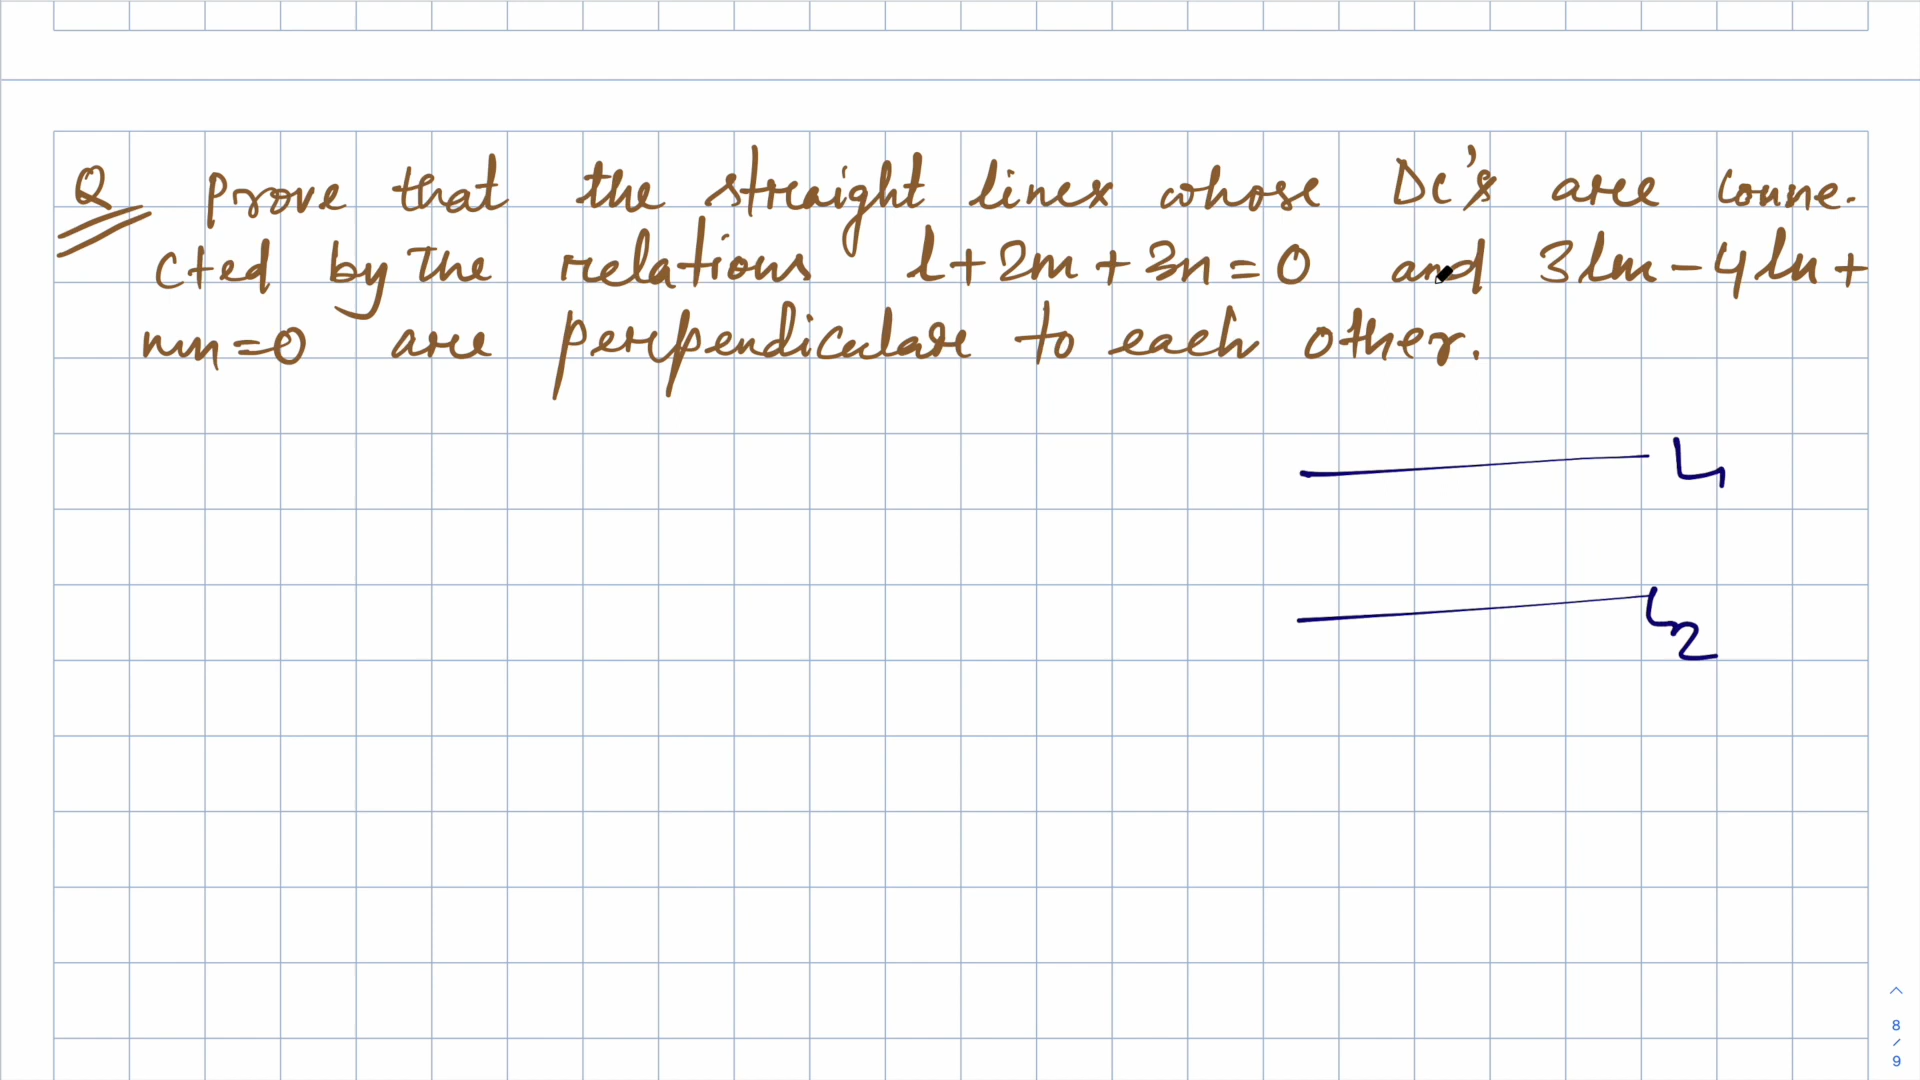 Q Prove that the straight lines whose Dc's are conne-
cted by the relations l+2m+3n=0 and 3lm-4ln+
mn=0 are perpendicular to each other.
L1
L2
8
/
9